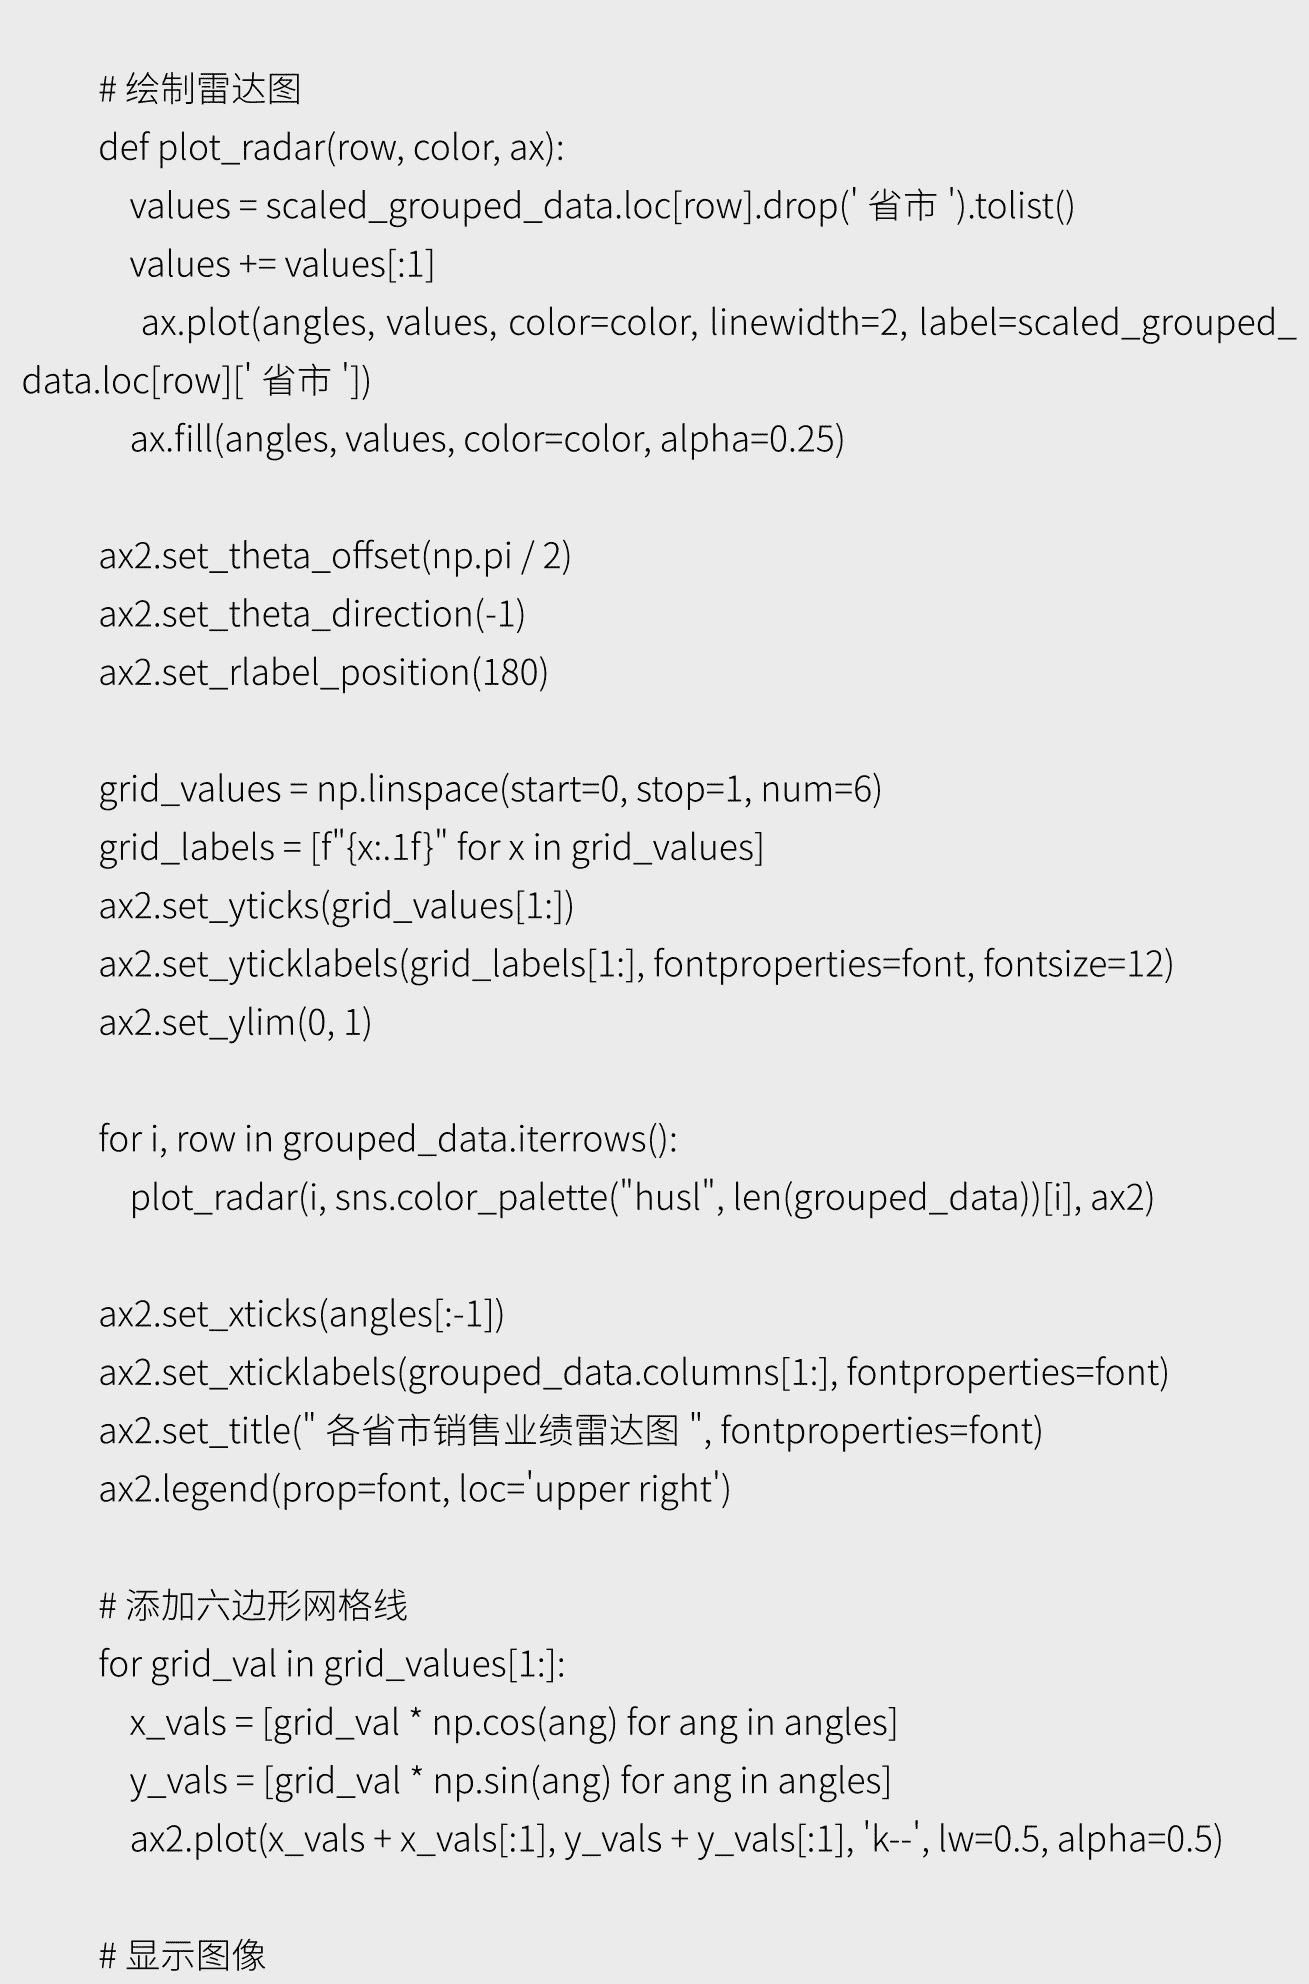 # 绘制雷达图
def plot_radar(row, color, ax):
values = scaled_grouped_data.loc[row].drop(' 省市 ').tolist()
values += values[:1]
ax.plot(angles, values, color=color, linewidth=2, label=scaled_grouped_
data.loc[row][' 省市 '])
ax.fill(angles, values, color=color, alpha=0.25)
ax2.set_theta_offset(np.pi / 2)
ax2.set_theta_direction(-1)
ax2.set_rlabel_position(180)
grid_values = np.linspace(start=0, stop=1, num=6)
grid_labels = [f"{x:.1f}" for x in grid_values]
ax2.set_yticks(grid_values[1:])
ax2.set_yticklabels(grid_labels[1:], fontproperties=font, fontsize=12)
ax2.set_ylim(0, 1)
for i, row in grouped_data.iterrows():
plot_radar(i, sns.color_palette("husl", len(grouped_data))[i], ax2)
ax2.set_xticks(angles[:-1])
ax2.set_xticklabels(grouped_data.columns[1:], fontproperties=font)
ax2.set_title(" 各省市销售业绩雷达图 ", fontproperties=font)
ax2.legend(prop=font, loc='upper right')
# 添加六边形网格线
for grid_val in grid_values[1:]:
x_vals = [grid_val * np.cos(ang) for ang in angles]
y_vals = [grid_val * np.sin(ang) for ang in angles]
ax2.plot(x_vals + x_vals[:1], y_vals + y_vals[:1], 'k--', lw=0.5, alpha=0.5)
# 显示图像